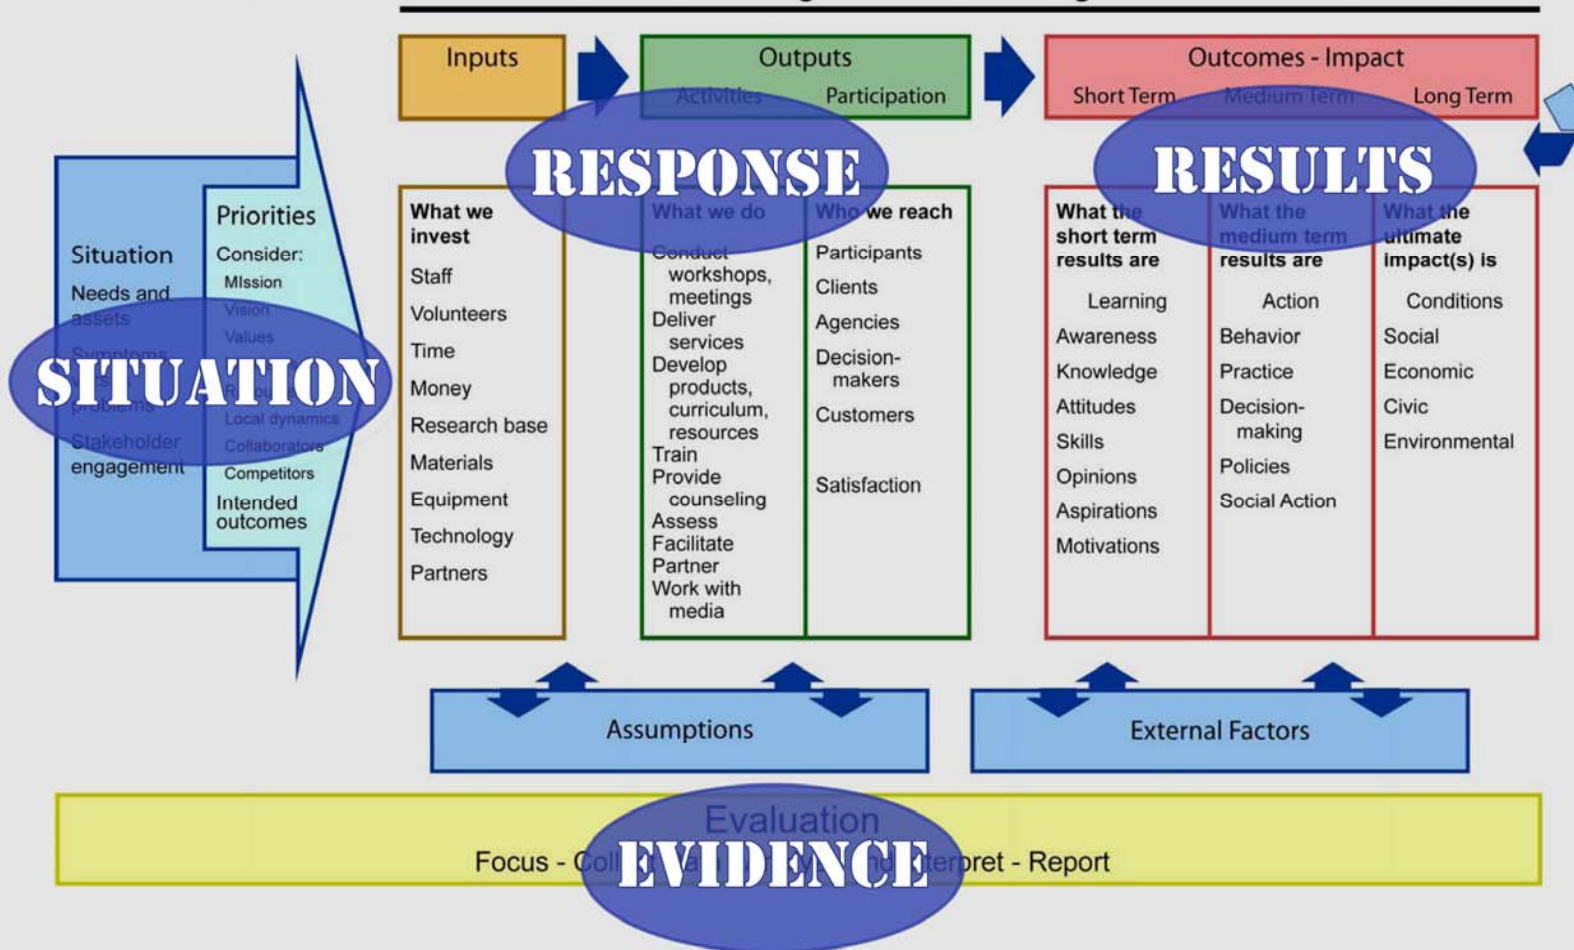 Inputs
Outputs
Activities Participation
Outcomes - Impact
Short Term Medium Term Long Term
RESPONSE
RESULTS
SITUATION
EVIDENCE
Situation
Needs and
assets
Symptoms
problems
Stakeholder
engagement
Priorities
Consider:
MIssion
Vision
Values
Local dynamics
Collaborators
Competitors
Intended
outcomes
What we
invest
Staff
Volunteers
Time
Money
Research base
Materials
Equipment
Technology
Partners
What we do
Conduct
workshops,
meetings
Deliver
services
Develop
products,
curriculum,
resources
Train
Provide
counseling
Assess
Facilitate
Partner
Work with
media
Who we reach
Participants
Clients
Agencies
Decision-
makers
Customers
Satisfaction
What the
short term
results are
Learning
Awareness
Knowledge
Attitudes
Skills
Opinions
Aspirations
Motivations
What the
medium term
results are
Action
Behavior
Practice
Decision-
making
Policies
Social Action
What the
ultimate
impact(s) is
Conditions
Social
Economic
Civic
Environmental
Assumptions
External Factors
Evaluation
Focus - - Report